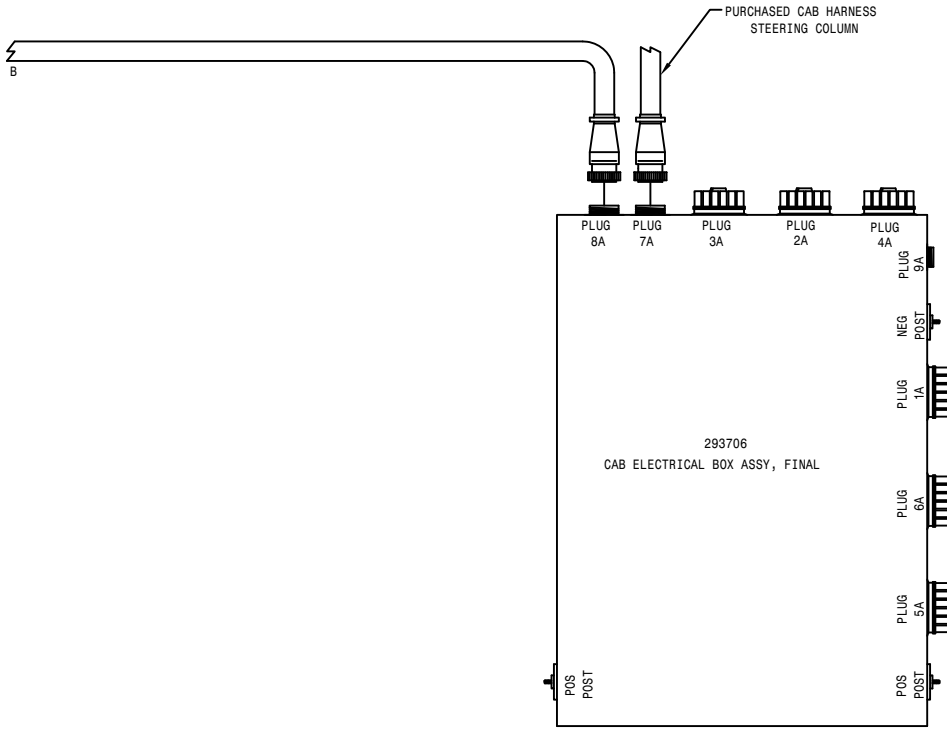 PURCHASED CAB HARNESS
STEERING COLUMN
B
PLUG
8A
PLUG
7A
PLUG
3A
PLUG
2A
PLUG
4A
PLUG
9A
NEG
POST
PLUG
1A
293706
CAB ELECTRICAL BOX ASSY, FINAL
PLUG
6A
PLUG
5A
POS
POST
POS
POST